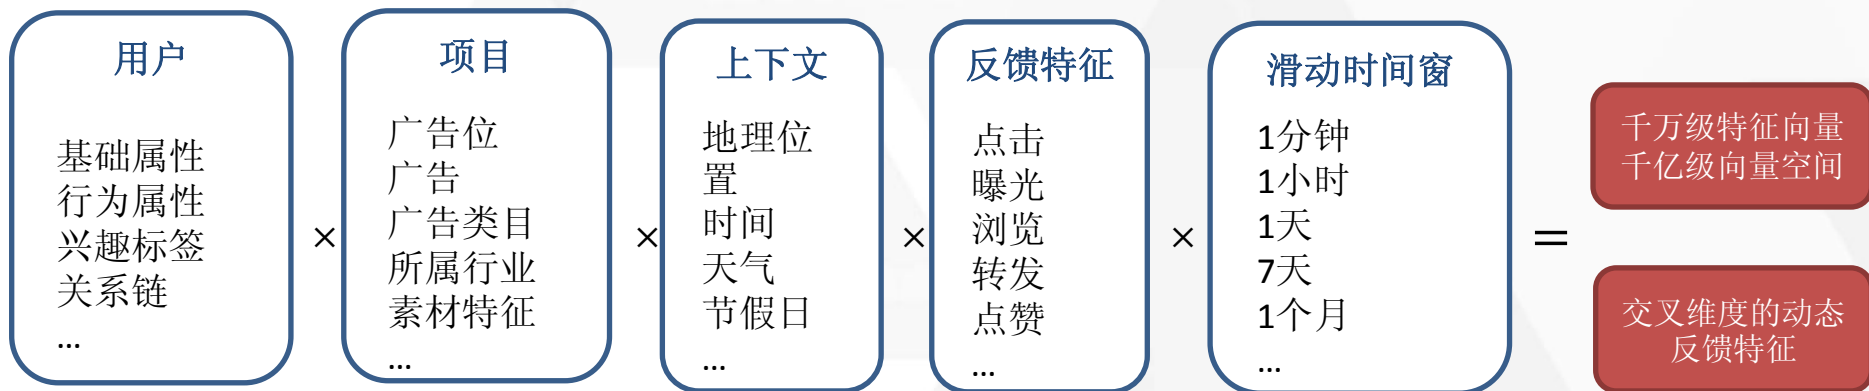 用户
基础属性
行为属性
兴趣标签
关系链
...
×
项目
广告位
广告
广告类目
所属行业
素材特征
...
×
上下文
地理位
置
时间
天气
节假日
...
×
反馈特征
点击
曝光
浏览
转发
点赞
...
×
滑动时间窗
1分钟
1小时
1天
7天
1个月
...
=
千万级特征向量
千亿级向量空间
交叉维度的动态
反馈特征